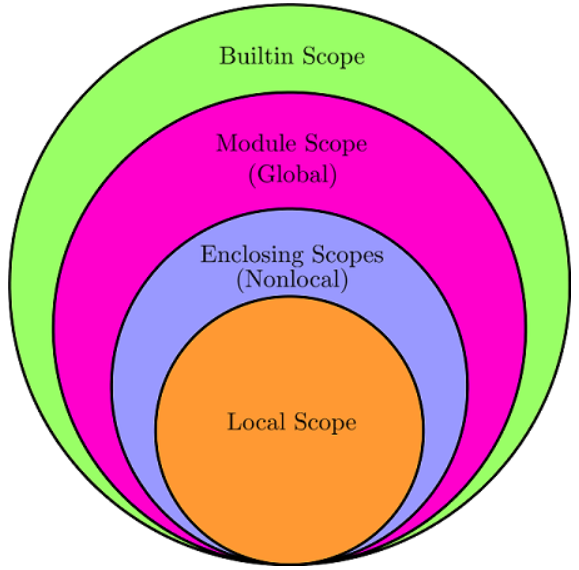 Builtin Scope
Module Scope
(Global)
Enclosing Scopes
(Nonlocal)
Local Scope